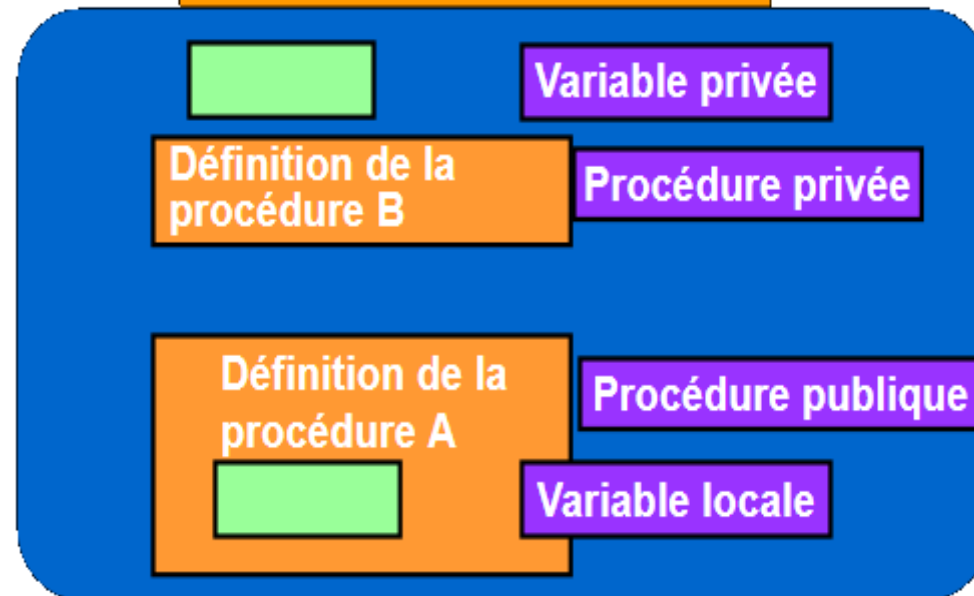 Variable privée
Définition de la
procédure B
Procédure privée
Définition de la
procédure A
Procédure publique
Variable locale